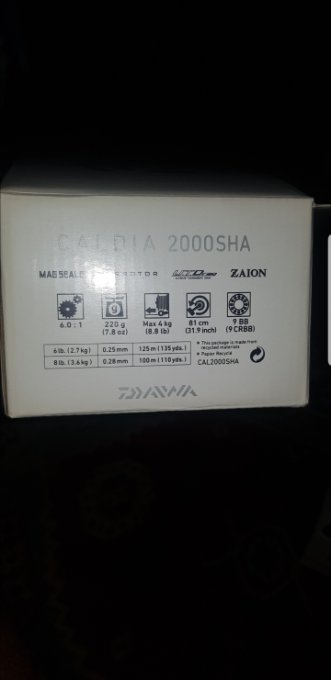 CALDIA 2000SHA
MAG SEALED ROTOR ZAION
6.0 : 1
220 g
(7.8 oz)
Max 4 kg
(8.8 lb)
81 cm
(31.9 inch)
9 BB
(9 CRBB)
6 lb. (2.7 kg) 0.25 mm 125 m (135 yds.)
8 lb. (3.6 kg) 0.28 mm 100 m (110 yds.)
* This package is made from
recycled materials
* Paper Recycle
CAL2000SHA
DAIWA